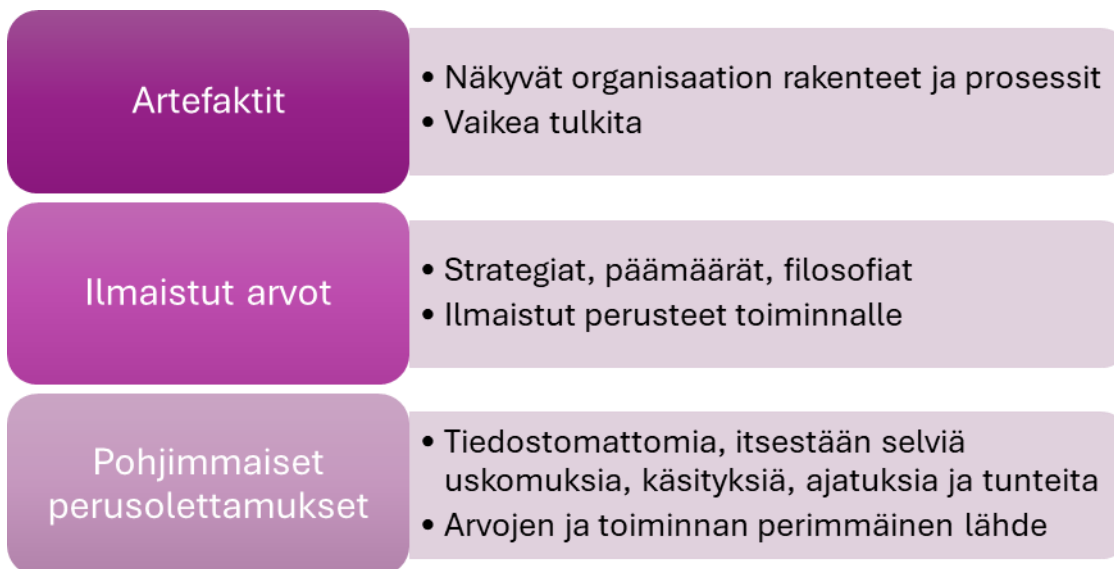 Artefaktit
• Näkyvät organisaation rakenteet ja prosessit
• Vaikea tulkita
Ilmaistut arvot
• Strategiat, päämäärät, filosofiat
• Ilmaistut perusteet toiminnalle
Pohjimmaiset
perusolettamukset
• Tiedostomattomia, itsestään selviä
uskomuksia, käsityksiä, ajatuksia ja tunteita
• Arvojen ja toiminnan perimmäinen lähde